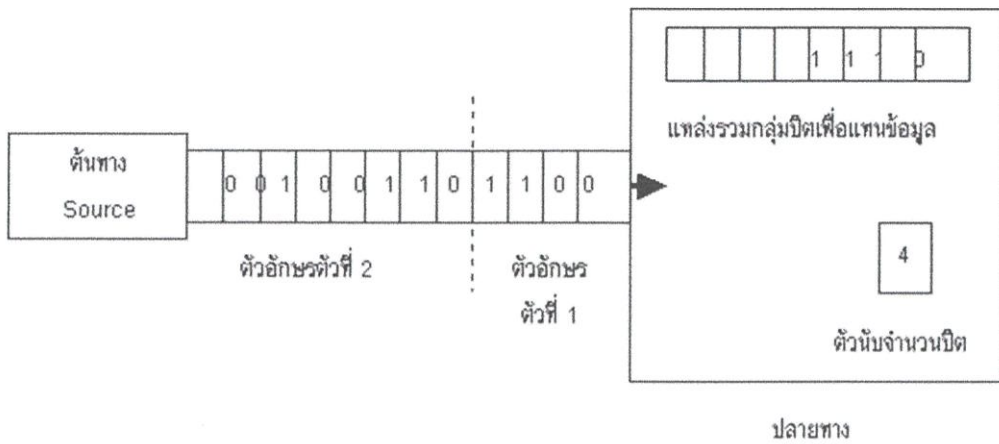 1 1 1 0
แหล่งรวมกลุ่มบิตเพื่อแทนข้อมูล
ต้นทาง
Source
0 0 1 0 0 1 1 0 1 1 0 0
4
ตัวอักษรตัวที่ 2
ตัวอักษร
ตัวที่ 1
ตัวนับจำนวนบิต
ปลายทาง